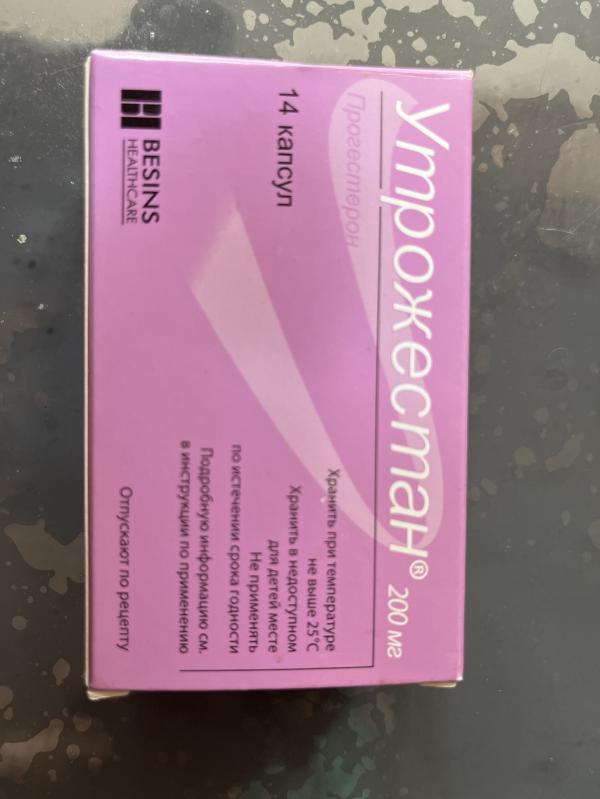 Утрожестан® 200 мг
Прогестерон
14 капсул
Хранить при температуре
не выше 25°C
Хранить в недоступном
для детей месте
Не применять
по истечении срока годности
Подробную информацию см.
в инструкции по применению
BESINS
HEALTHCARE
Отпускают по рецепту